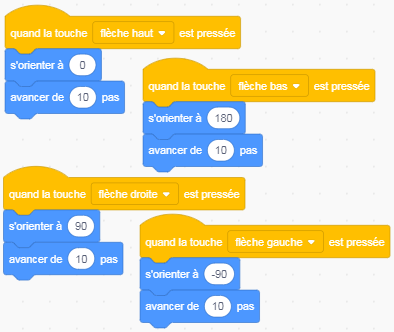 quand la touche flèche haut est pressée
s'orienter à 0
avancer de 10 pas
quand la touche flèche bas est pressée
s'orienter à 180
avancer de 10 pas
quand la touche flèche droite est pressée
s'orienter à 90
avancer de 10 pas
quand la touche flèche gauche est pressée
s'orienter à -90
avancer de 10 pas